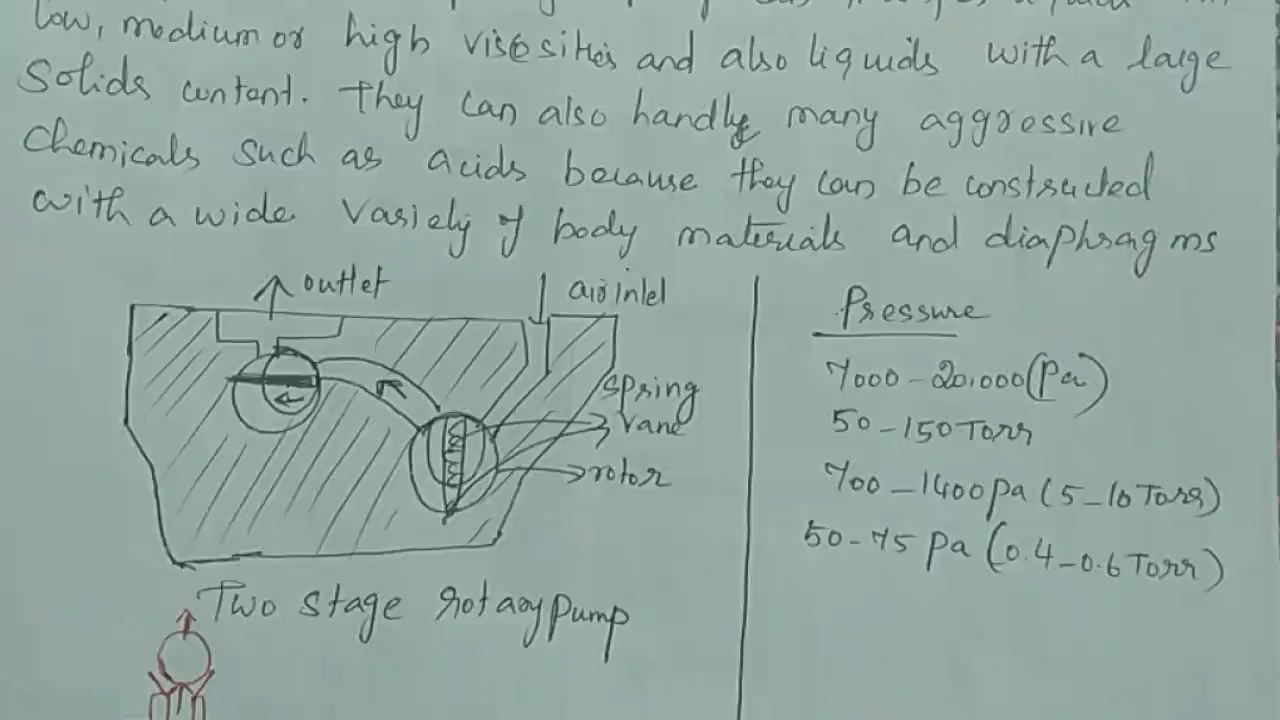 low, medium or high viscosities and also liquids with a large
solids contant. They can also handly many aggressive
chemicals such as acids because they can be constructed
with a wide variety of body materials and diaphragms
outlet
air inlet
spring
vane
rotor
Two stage rotary pump
Pressure
7000 - 20,000 (Pa)
50 - 150 Torr
700 - 1400 pa (5 - 10 Torr)
50 - 75 pa (0.4 - 0.6 Torr)